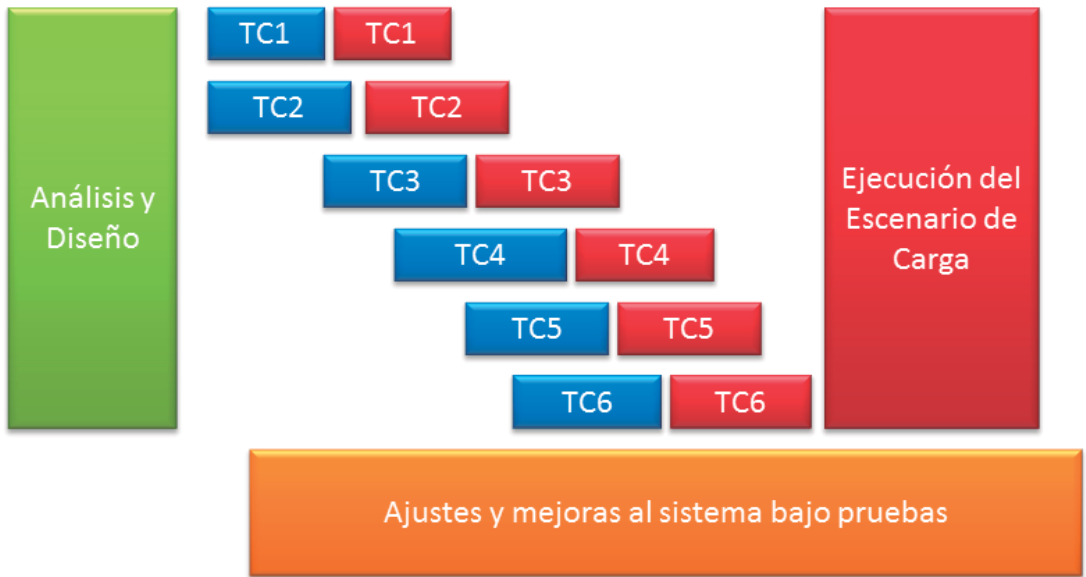 Análisis y
Diseño
TC1 TC1
TC2 TC2
TC3 TC3
TC4 TC4
TC5 TC5
TC6 TC6
Ejecución del
Escenario de
Carga
Ajustes y mejoras al sistema bajo pruebas